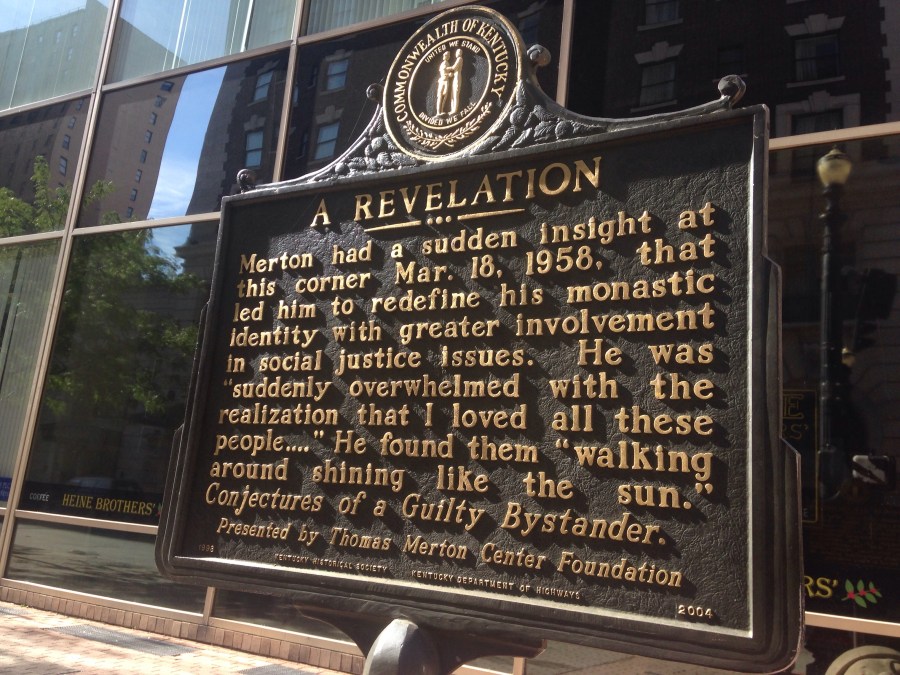 COMMONWEALTH OF KENTUCKY
UNITED WE STAND
DIVIDED WE FALL
A REVELATION
Merton had a sudden insight at
this corner Mar. 18, 1958, that
led him to redefine his monastic
identity with greater involvement
in social justice issues. He was
"suddenly overwhelmed with the
realization that I loved all these
people...." He found them "walking
around shining like the sun."
Conjectures of a Guilty Bystander.
Presented by Thomas Merton Center Foundation
KENTUCKY HISTORICAL SOCIETY KENTUCKY DEPARTMENT OF HIGHWAYS
2004
HEINE BROTHERS'